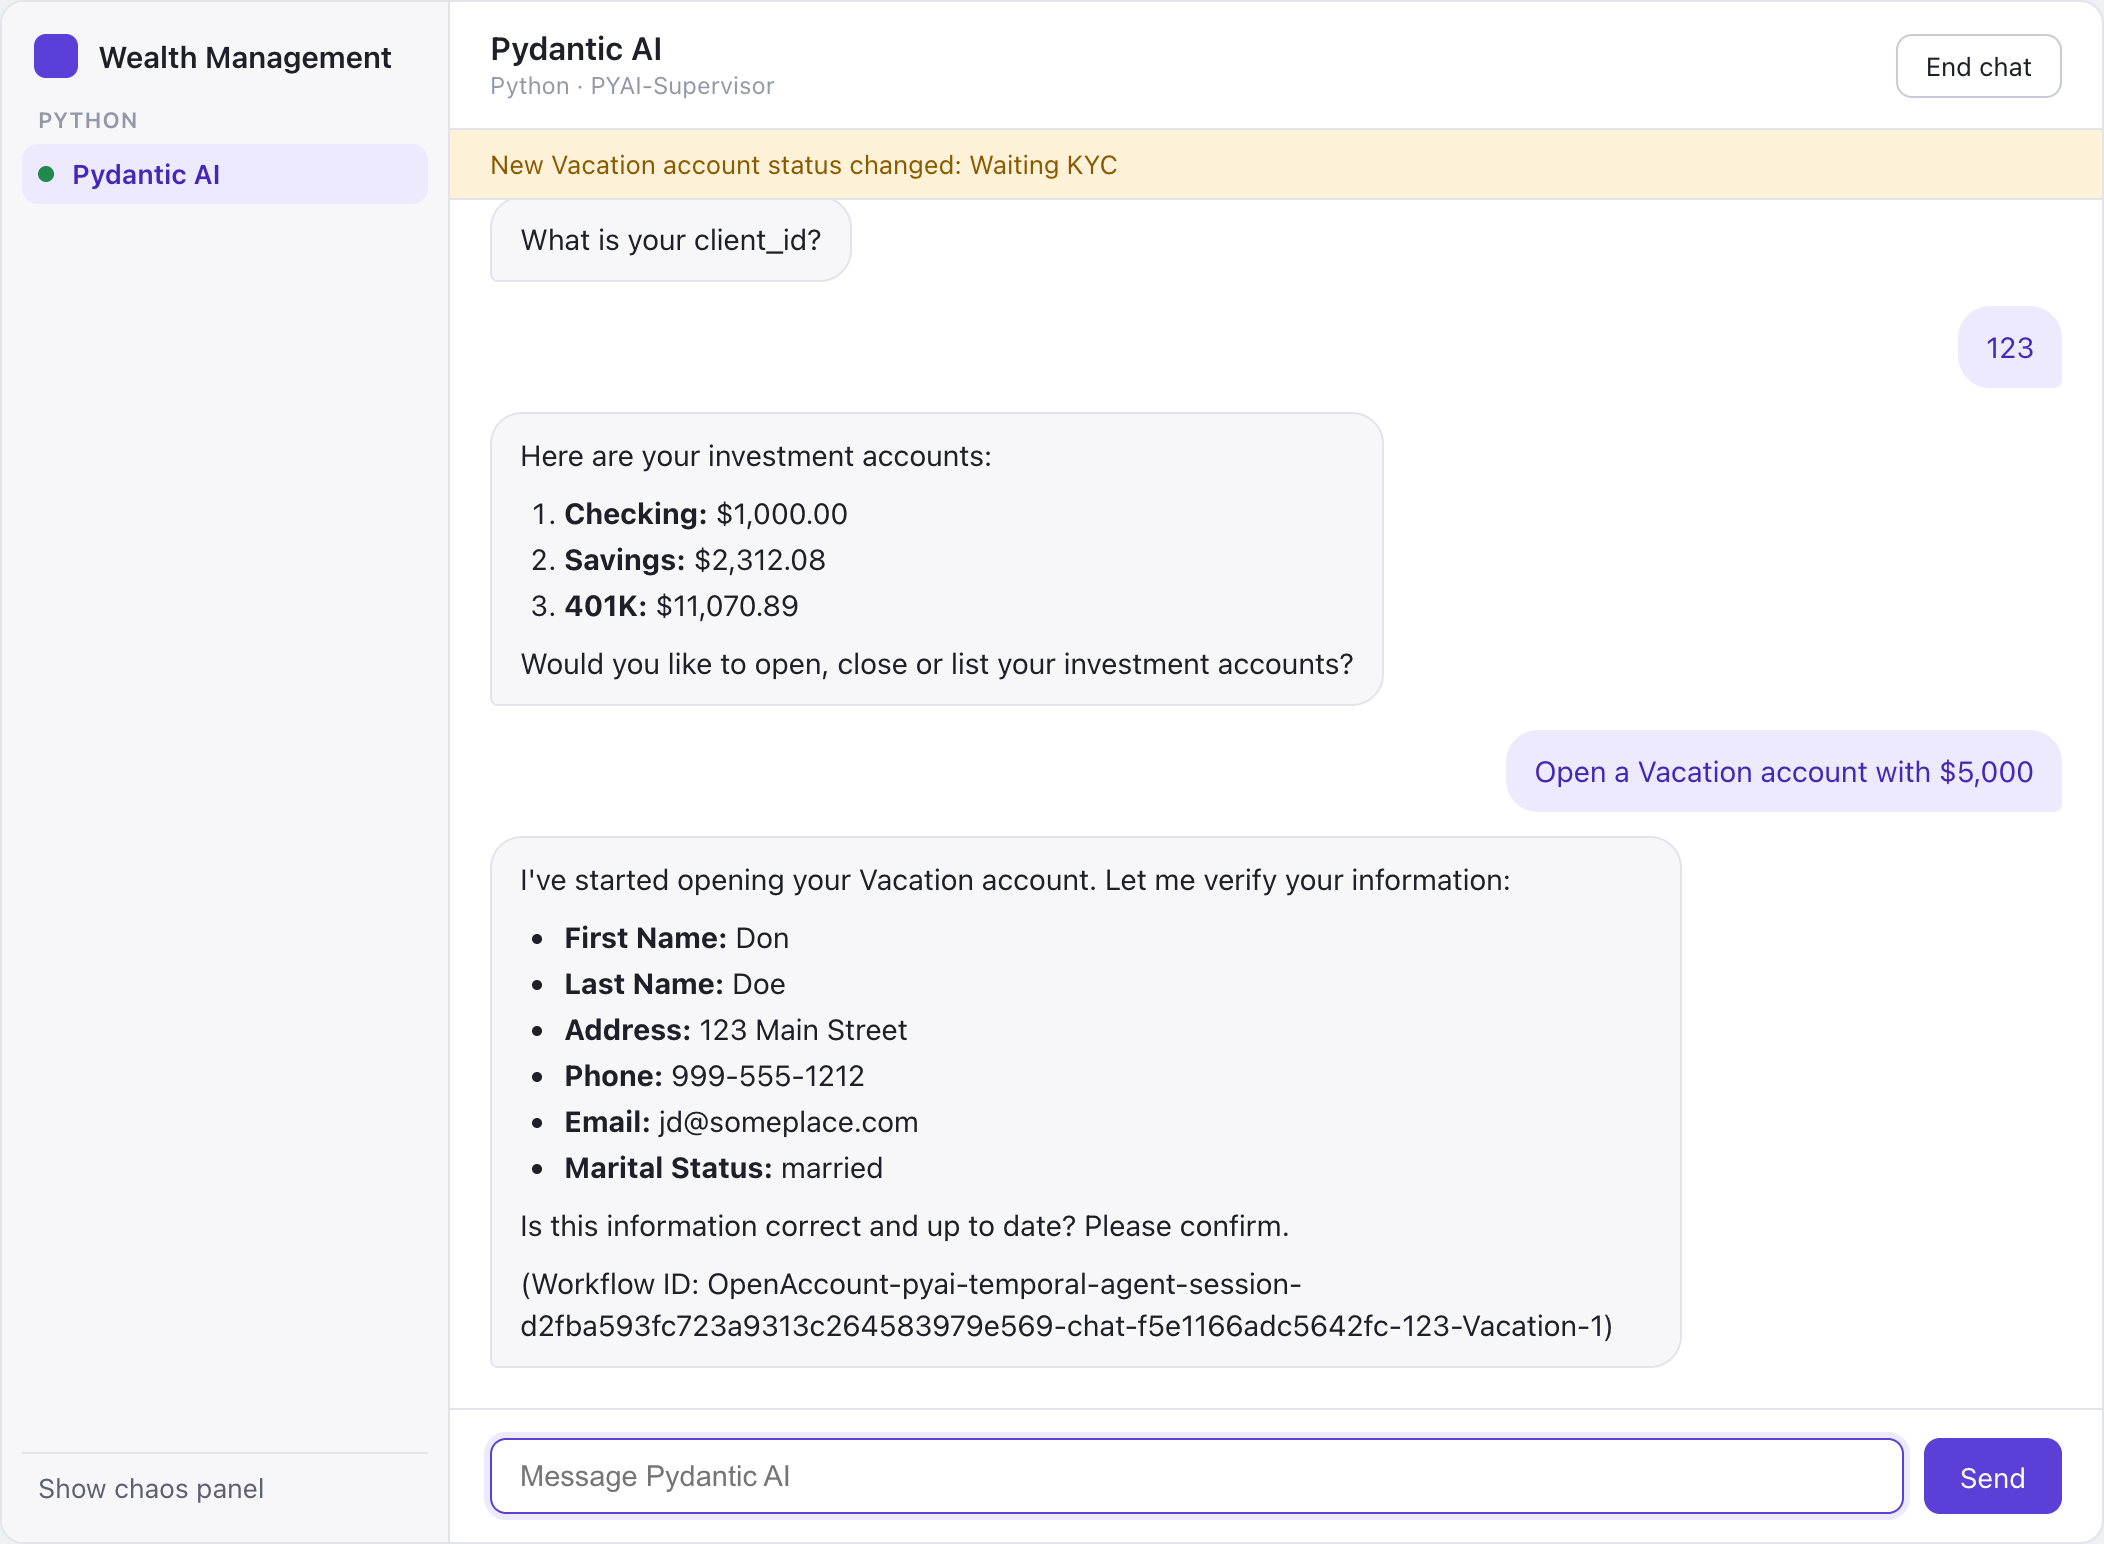 Wealth Management
PYTHON
Pydantic AI
Show chaos panel
Pydantic AI
Python · PYAI-Supervisor
End chat
New Vacation account status changed: Waiting KYC
What is your client_id?
123
Here are your investment accounts:
1. Checking: $1,000.00
2. Savings: $2,312.08
3. 401K: $11,070.89
Would you like to open, close or list your investment accounts?
Open a Vacation account with $5,000
I've started opening your Vacation account. Let me verify your information:
• First Name: Don
• Last Name: Doe
• Address: 123 Main Street
• Phone: 999-555-1212
• Email: jd@someplace.com
• Marital Status: married
Is this information correct and up to date? Please confirm.
(Workflow ID: OpenAccount-pyai-temporal-agent-session-
d2fba593fc723a9313c264583979e569-chat-f5e1166adc5642fc-123-Vacation-1)
Message Pydantic AI
Send